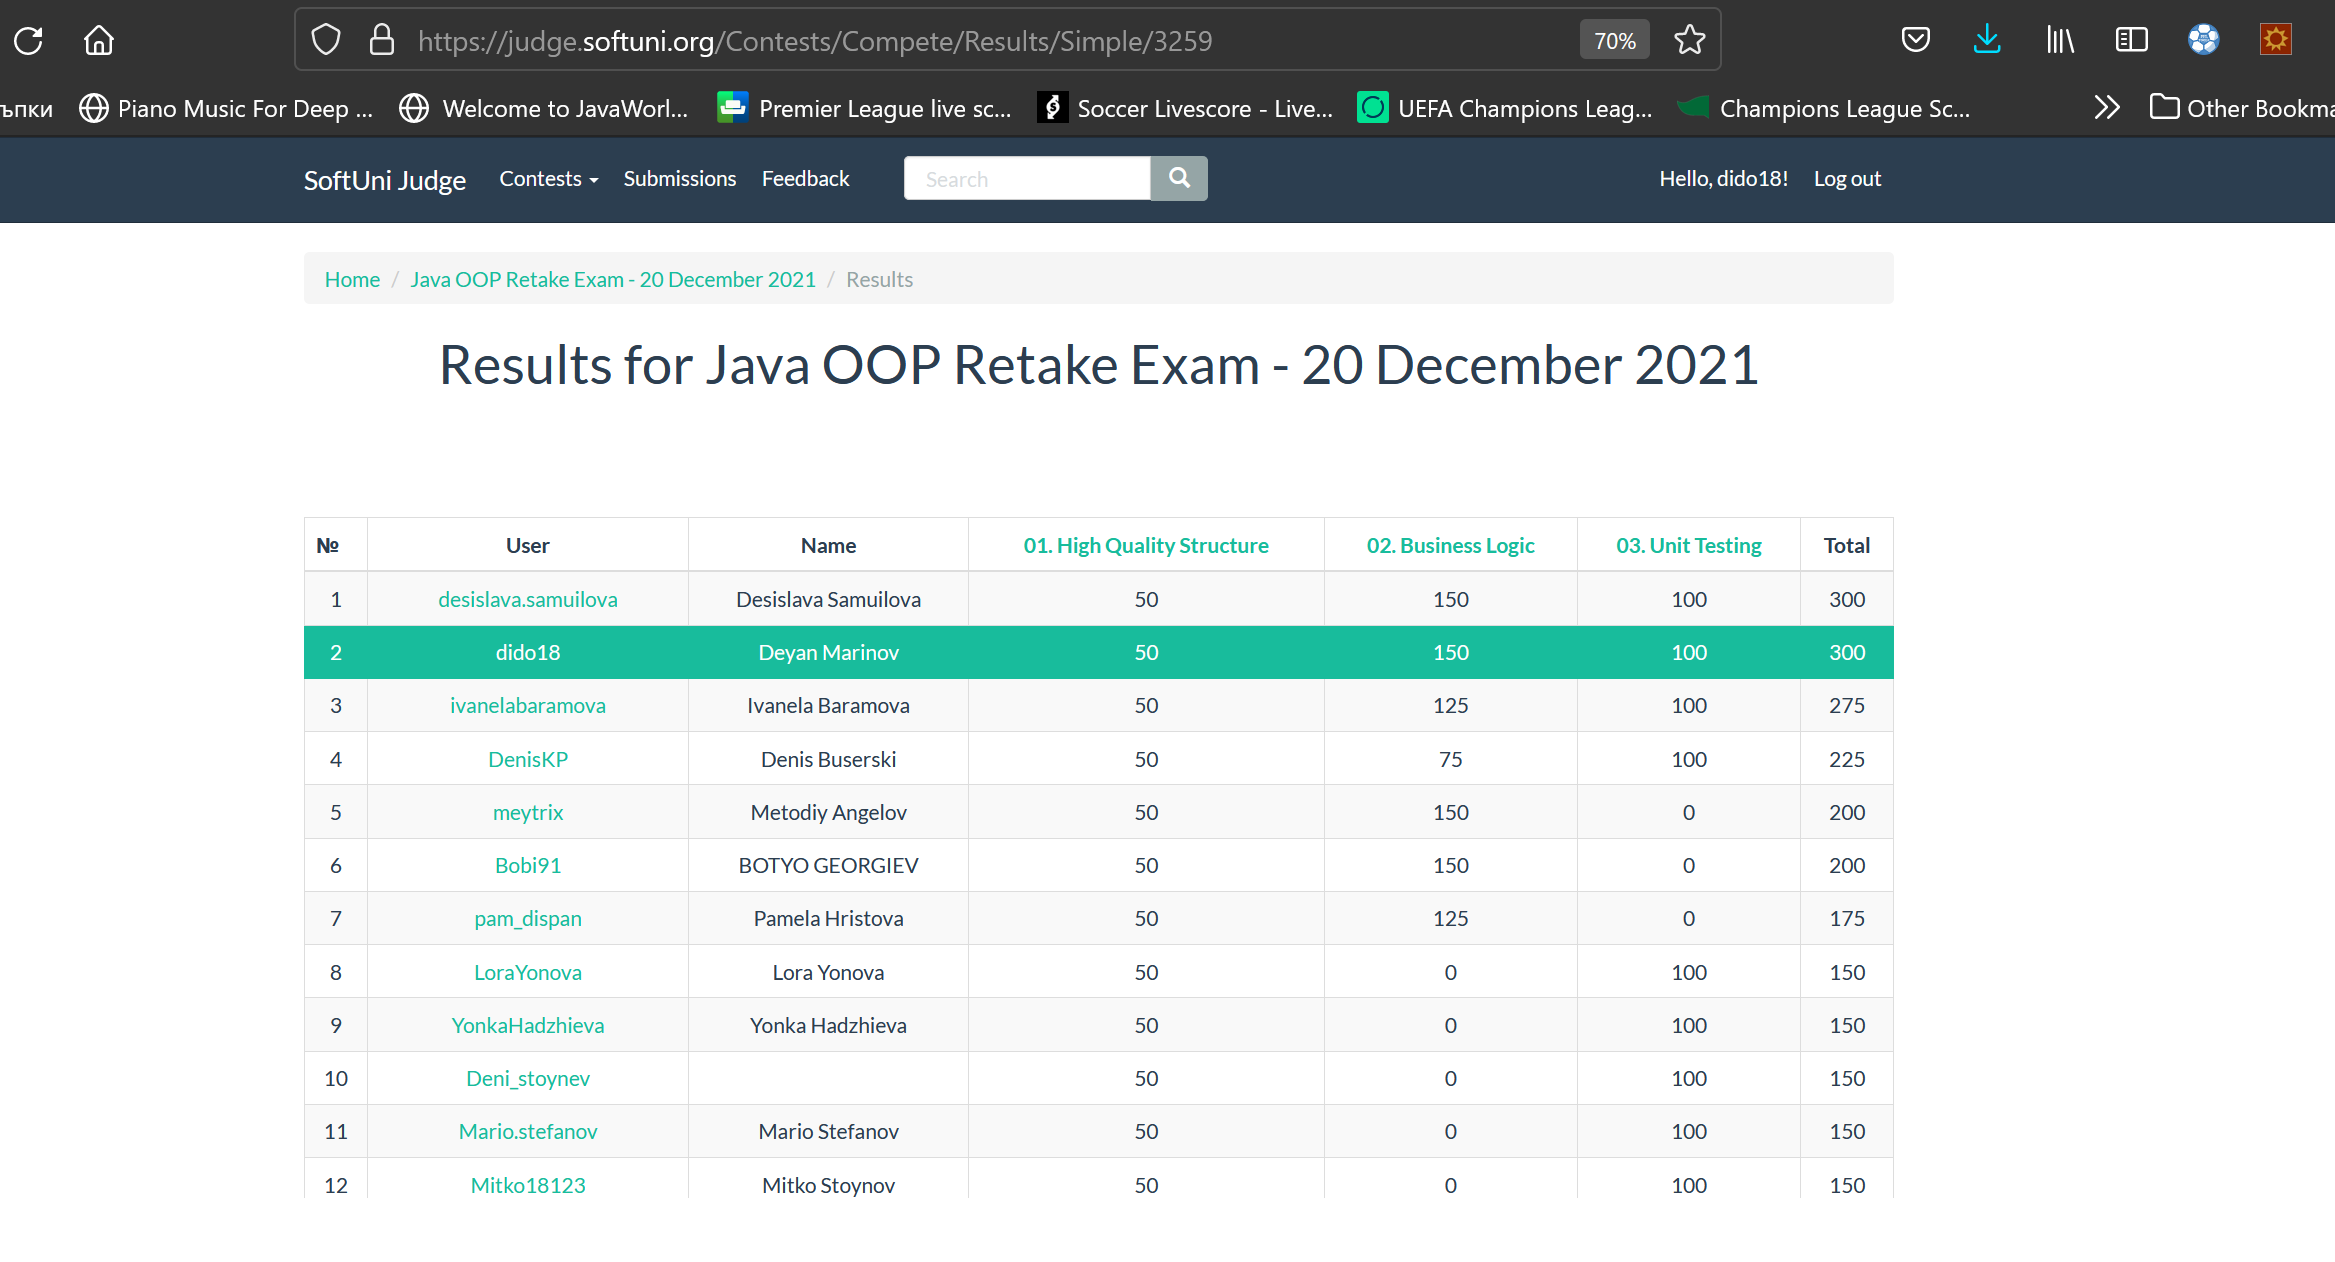 https://judge.softuni.org/Contests/Compete/Results/Simple/3259 70%
ъпки Piano Music For Deep ... Welcome to JavaWorl... Premier League live sc... Soccer Livescore - Live... UEFA Champions Leag... Champions League Sc... Other Bookma
SoftUni Judge Contests Submissions Feedback Search Hello, dido18! Log out
Home / Java OOP Retake Exam - 20 December 2021 / Results
Results for Java OOP Retake Exam - 20 December 2021
№ User Name 01. High Quality Structure 02. Business Logic 03. Unit Testing Total
1 desislava.samuilova Desislava Samuilova 50 150 100 300
2 dido18 Deyan Marinov 50 150 100 300
3 ivanelabaramova Ivanela Baramova 50 125 100 275
4 DenisKP Denis Buserski 50 75 100 225
5 meytrix Metodiy Angelov 50 150 0 200
6 Bobi91 BOTYO GEORGIEV 50 150 0 200
7 pam_dispan Pamela Hristova 50 125 0 175
8 LoraYonova Lora Yonova 50 0 100 150
9 YonkaHadzhieva Yonka Hadzhieva 50 0 100 150
10 Deni_stoynev 50 0 100 150
11 Mario.stefanov Mario Stefanov 50 0 100 150
12 Mitko18123 Mitko Stoynov 50 0 100 150